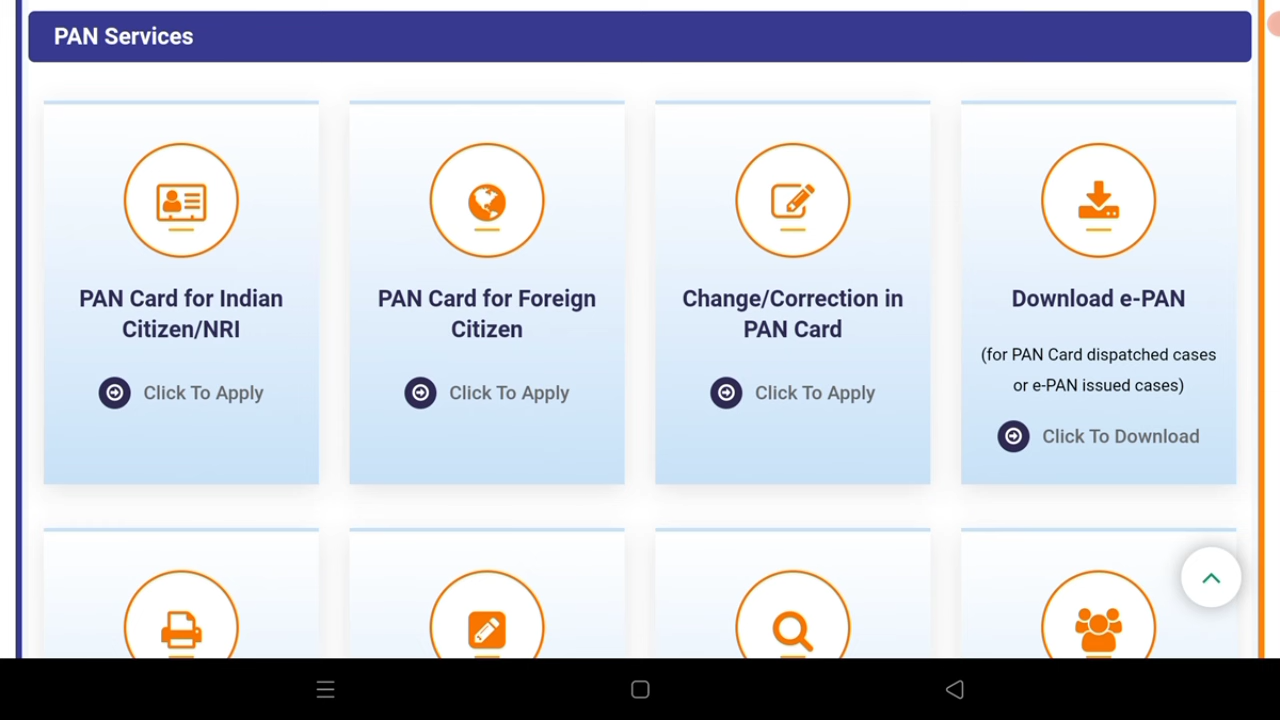 PAN Services
PAN Card for Indian
Citizen/NRI
Click To Apply
PAN Card for Foreign
Citizen
Click To Apply
Change/Correction in
PAN Card
Click To Apply
Download e-PAN
(for PAN Card dispatched cases
or e-PAN issued cases)
Click To Download